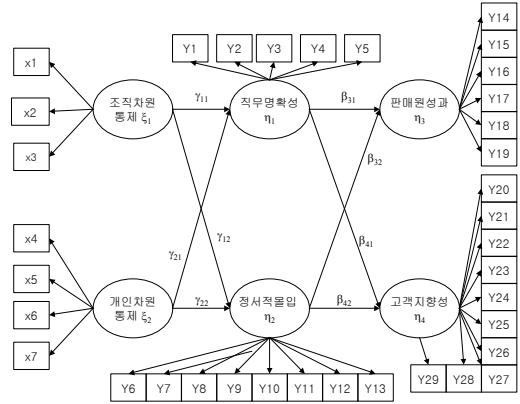 Y1 Y2 Y3 Y4 Y5
x1
x2
x3
조직차원
통제 ξ1
γ11
직무명확성
η1
β31
판매원성과
η3
Y14
Y15
Y16
Y17
Y18
Y19
β32
γ21
γ12
β41
x4
x5
x6
x7
개인차원
통제 ξ2
γ22
정서적몰입
η2
β42
고객지향성
η4
Y20
Y21
Y22
Y23
Y24
Y25
Y26
Y29 Y28 Y27
Y6 Y7 Y8 Y9 Y10 Y11 Y12 Y13